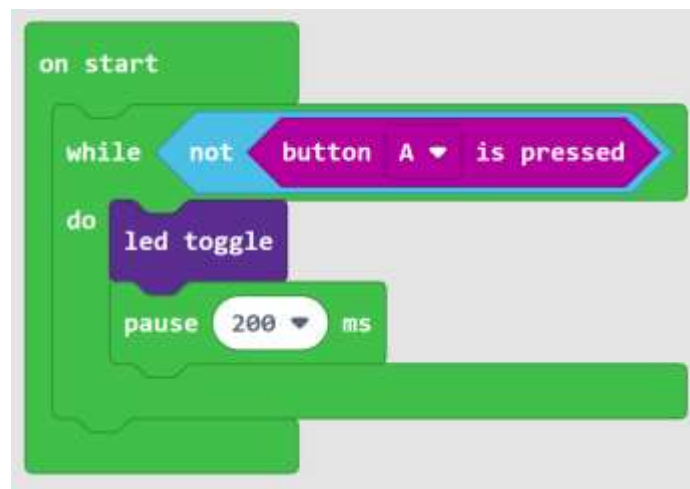 on start
while not button A is pressed
do
led toggle
pause 200 ms